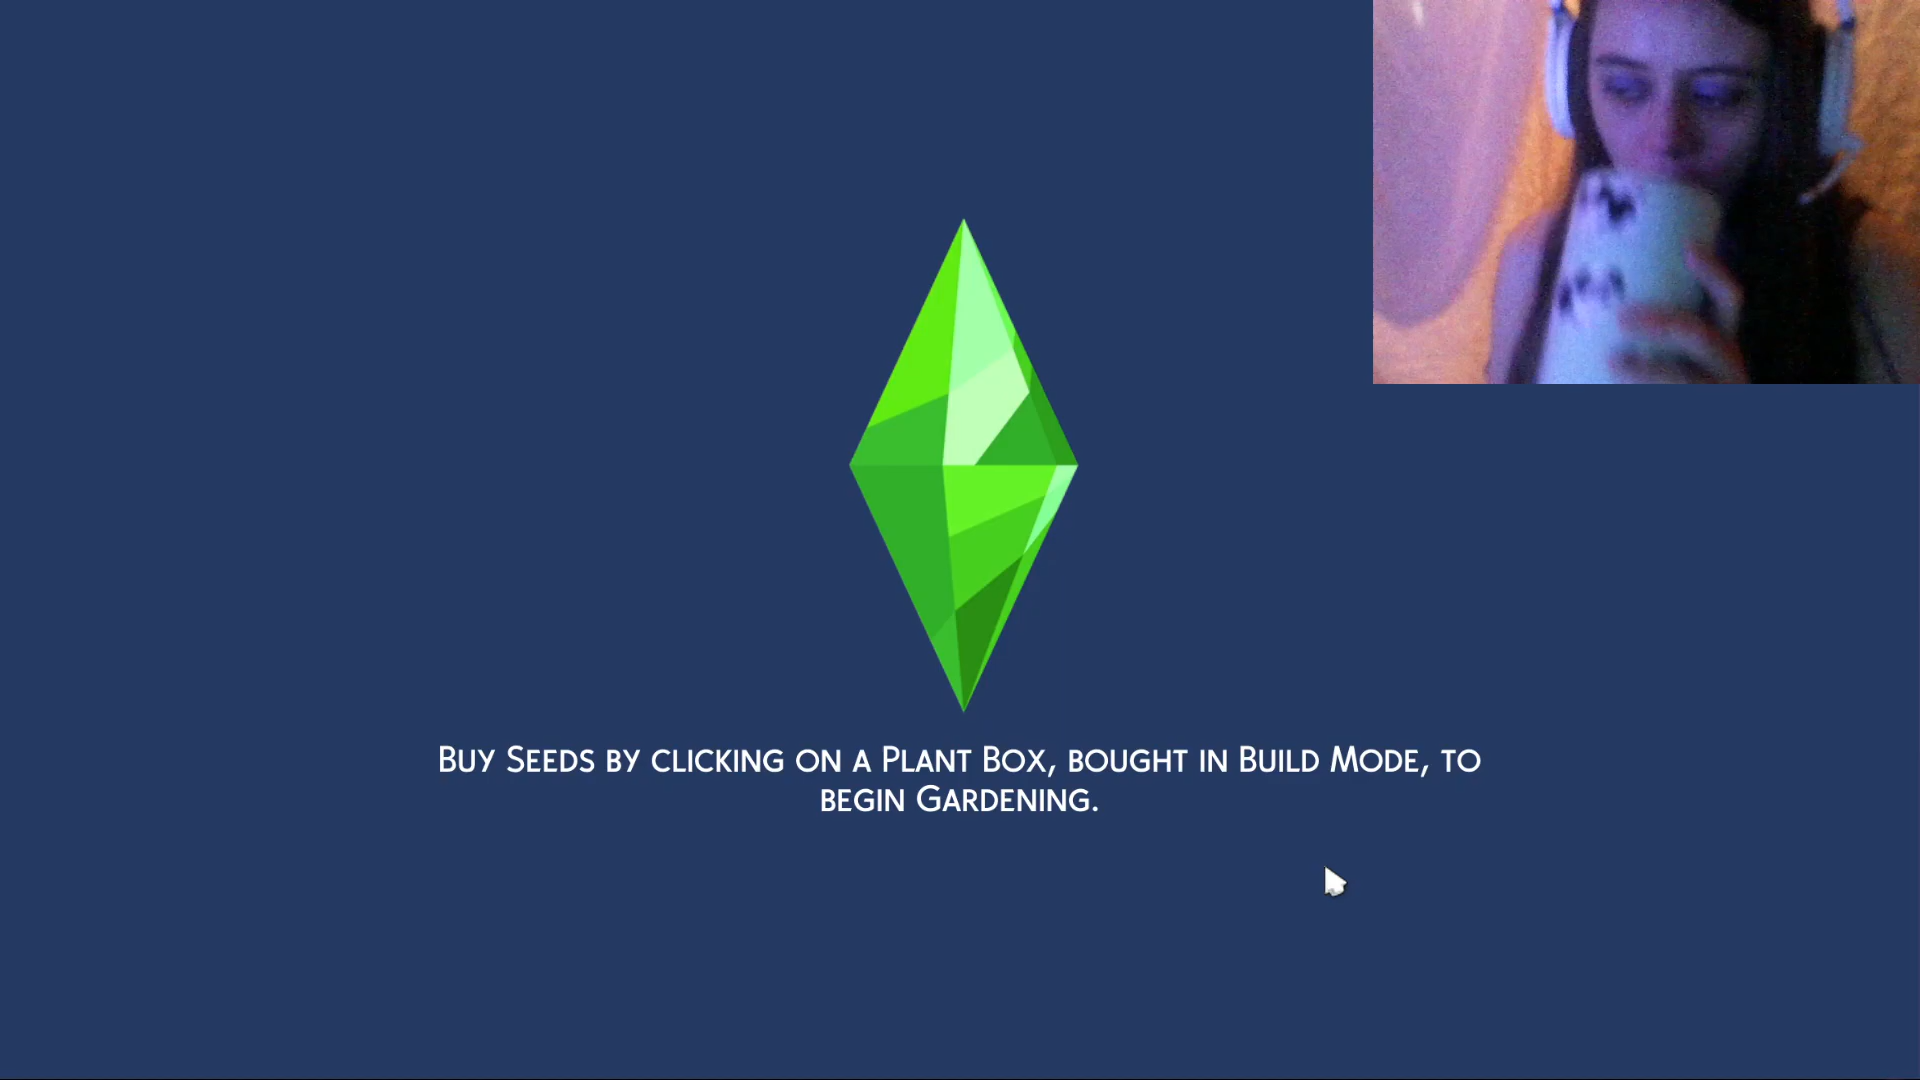 Buy Seeds by clicking on a Plant Box, bought in Build Mode, to
begin Gardening.